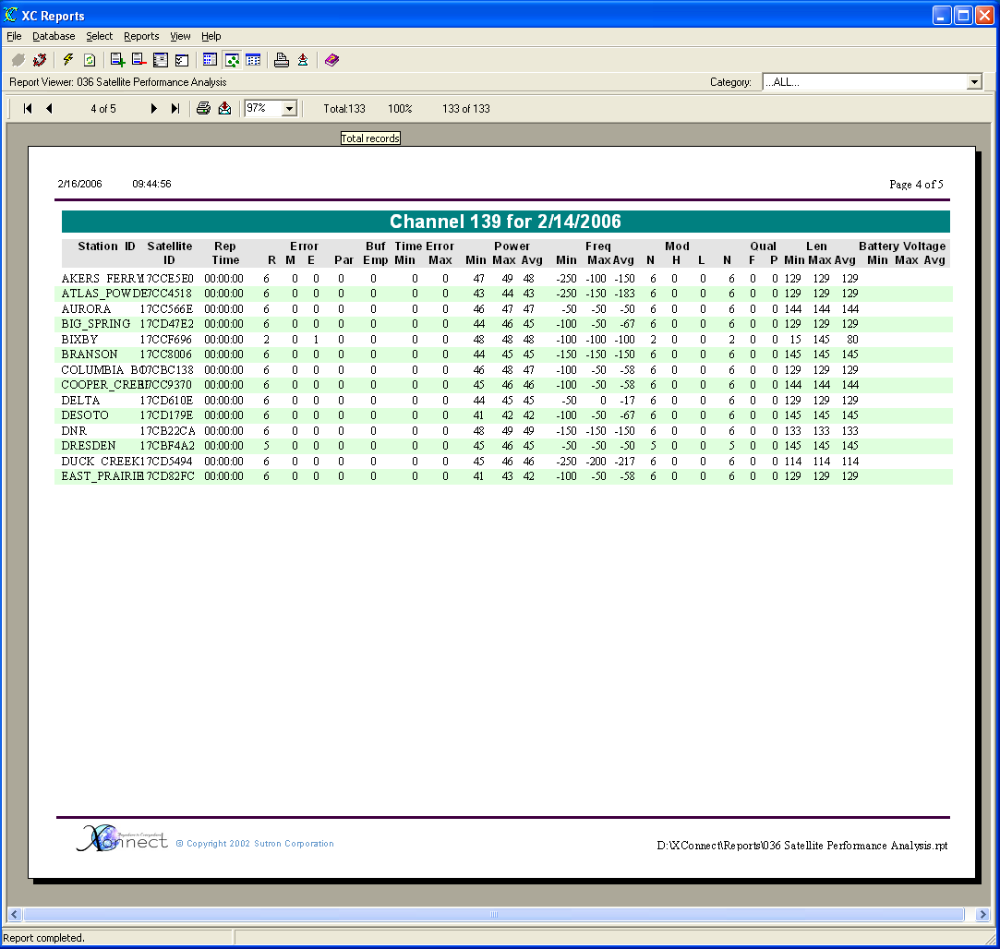 XC Reports
File Database Select Reports View Help
Report Viewer: 036 Satellite Performance Analysis Category: ...ALL...
4 of 5 97% Total:133 100% 133 of 133
Total records
2/16/2006 09:44:56 Page 4 of 5
Channel 139 for 2/14/2006
Station ID Satellite Rep Error Buf Time Error Power Freq Mod Qual Len Battery Voltage
ID Time R M E Par Emp Min Max Min Max Avg Min Max Avg N H L N F P Min Max Avg Min Max Avg
AKERS FERRY 17CCE5E0 00:00:00 6 0 0 0 0 0 0 47 49 48 -250 -100 -150 6 0 0 6 0 0 129 129 129
ATLAS_POWDE 17CC4518 00:00:00 6 0 0 0 0 0 0 43 44 43 -250 -150 -183 6 0 0 6 0 0 129 129 129
AURORA 17CC566E 00:00:00 6 0 0 0 0 0 0 46 47 47 -50 -50 -50 6 0 0 6 0 0 144 144 144
BIG_SPRING 17CD47E2 00:00:00 6 0 0 0 0 0 0 44 46 45 -100 -50 -67 6 0 0 6 0 0 129 129 129
BIXBY 17CCF696 00:00:00 2 0 1 0 0 0 0 48 48 48 -100 -100 -100 2 0 0 2 0 0 15 145 80
BRANSON 17CC8006 00:00:00 6 0 0 0 0 0 0 44 45 45 -150 -150 -150 6 0 0 6 0 0 145 145 145
COLUMBIA BO 17CBC138 00:00:00 6 0 0 0 0 0 0 46 48 47 -100 -50 -58 6 0 0 6 0 0 129 129 129
COOPER_CREE 17CC9370 00:00:00 6 0 0 0 0 0 0 45 46 46 -100 -50 -58 6 0 0 6 0 0 144 144 144
DELTA 17CD610E 00:00:00 6 0 0 0 0 0 0 44 45 45 -50 0 -17 6 0 0 6 0 0 129 129 129
DESOTO 17CD179E 00:00:00 6 0 0 0 0 0 0 41 42 42 -100 -50 -67 6 0 0 6 0 0 145 145 145
DNR 17CB22CA 00:00:00 6 0 0 0 0 0 0 48 49 49 -150 -150 -150 6 0 0 6 0 0 133 133 133
DRESDEN 17CBF4A2 00:00:00 5 0 0 0 0 0 0 45 46 45 -50 -50 -50 5 0 0 5 0 0 145 145 145
DUCK CREEK 17CD5494 00:00:00 6 0 0 0 0 0 0 45 46 46 -250 -200 -217 6 0 0 6 0 0 114 114 114
EAST_PRAIRIE 17CD82FC 00:00:00 6 0 0 0 0 0 0 41 43 42 -100 -50 -58 6 0 0 6 0 0 129 129 129
XConnect © Copyright 2002 Sutron Corporation D:\XConnect\Reports\036 Satellite Performance Analysis.rpt
Report completed.